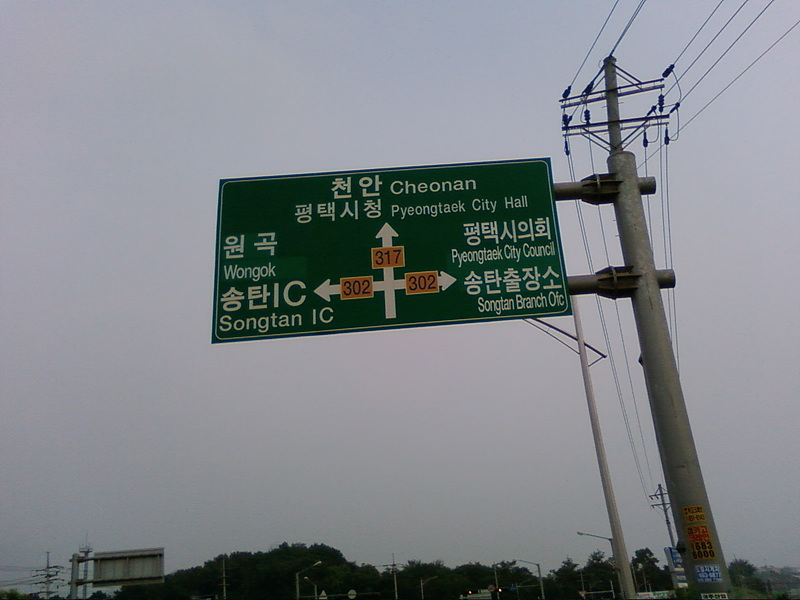 천안 Cheonan
평택시청 Pyeongtaek City Hall
원곡
Wongok
송탄IC
Songtan IC
317
302
302
평택시의회
Pyeongtaek City Council
송탄출장소
Songtan Branch Ofc